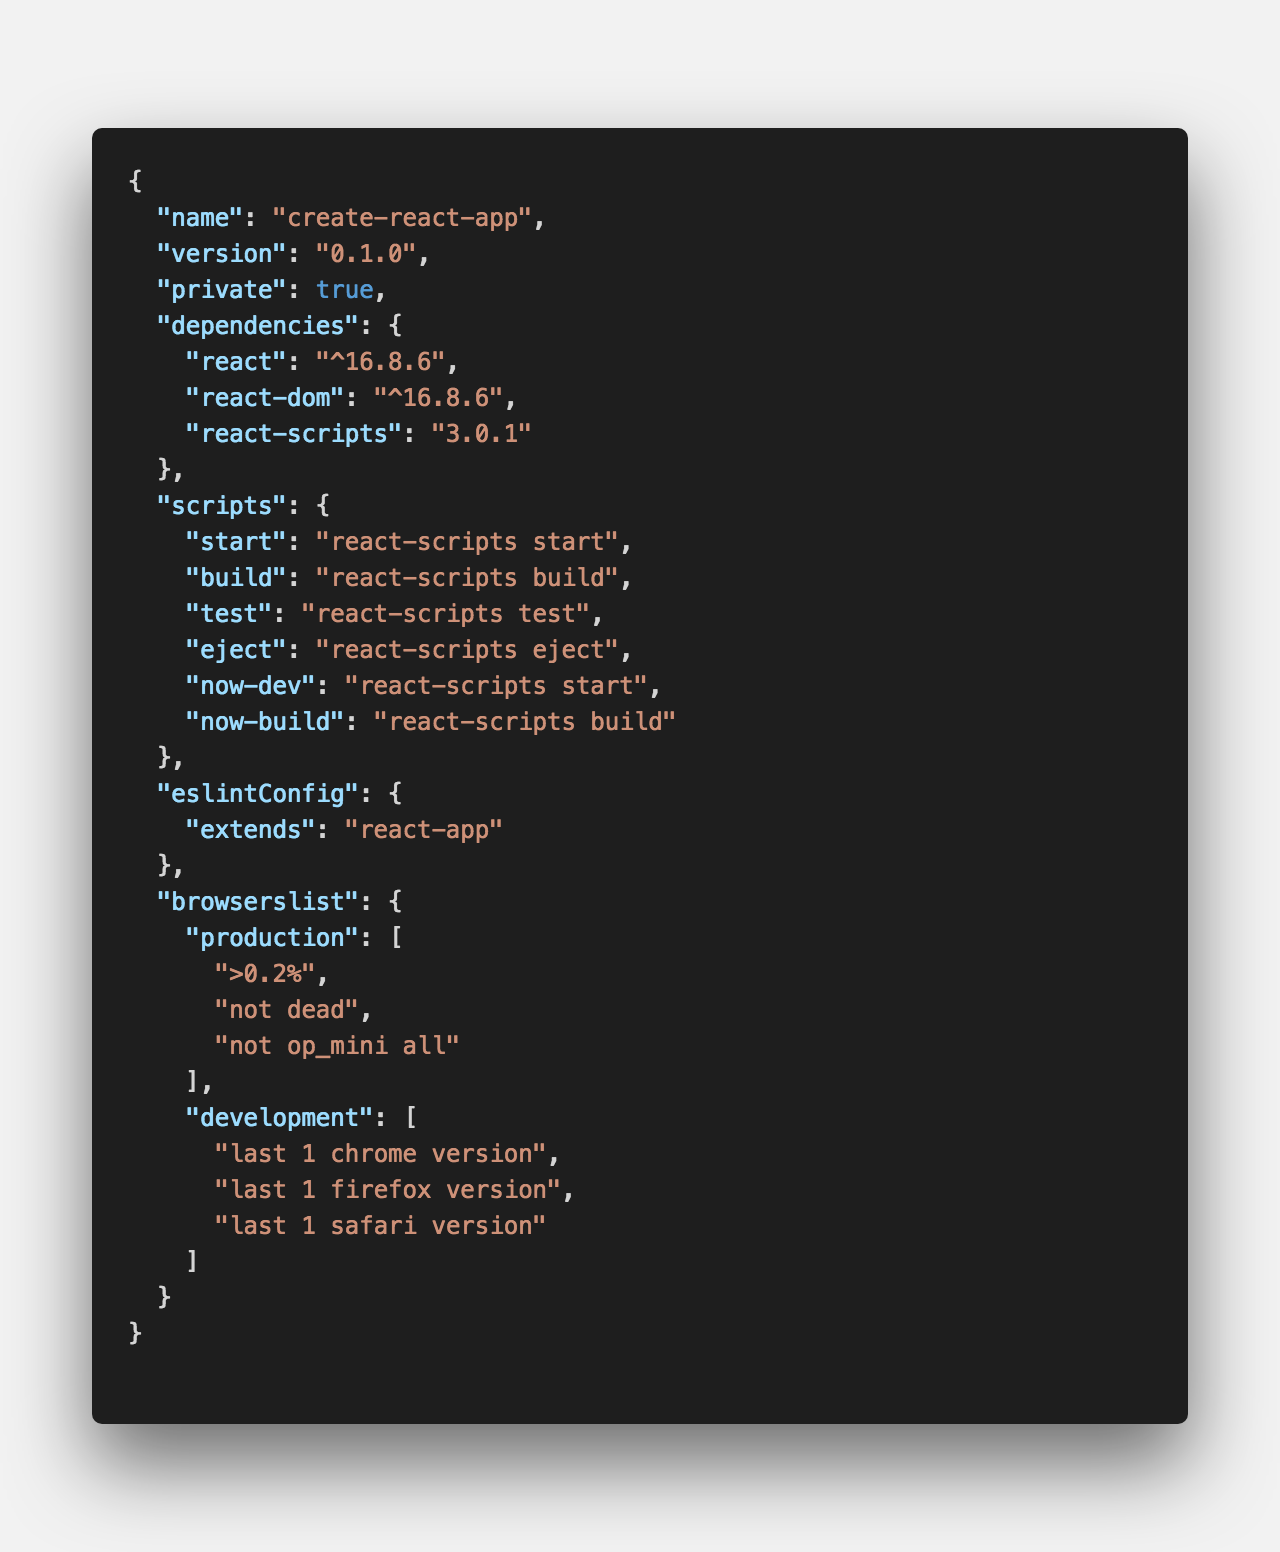 {
  "name": "create-react-app",
  "version": "0.1.0",
  "private": true,
  "dependencies": {
    "react": "^16.8.6",
    "react-dom": "^16.8.6",
    "react-scripts": "3.0.1"
  },
  "scripts": {
    "start": "react-scripts start",
    "build": "react-scripts build",
    "test": "react-scripts test",
    "eject": "react-scripts eject",
    "now-dev": "react-scripts start",
    "now-build": "react-scripts build"
  },
  "eslintConfig": {
    "extends": "react-app"
  },
  "browserslist": {
    "production": [
      ">0.2%",
      "not dead",
      "not op_mini all"
    ],
    "development": [
      "last 1 chrome version",
      "last 1 firefox version",
      "last 1 safari version"
    ]
  }
}